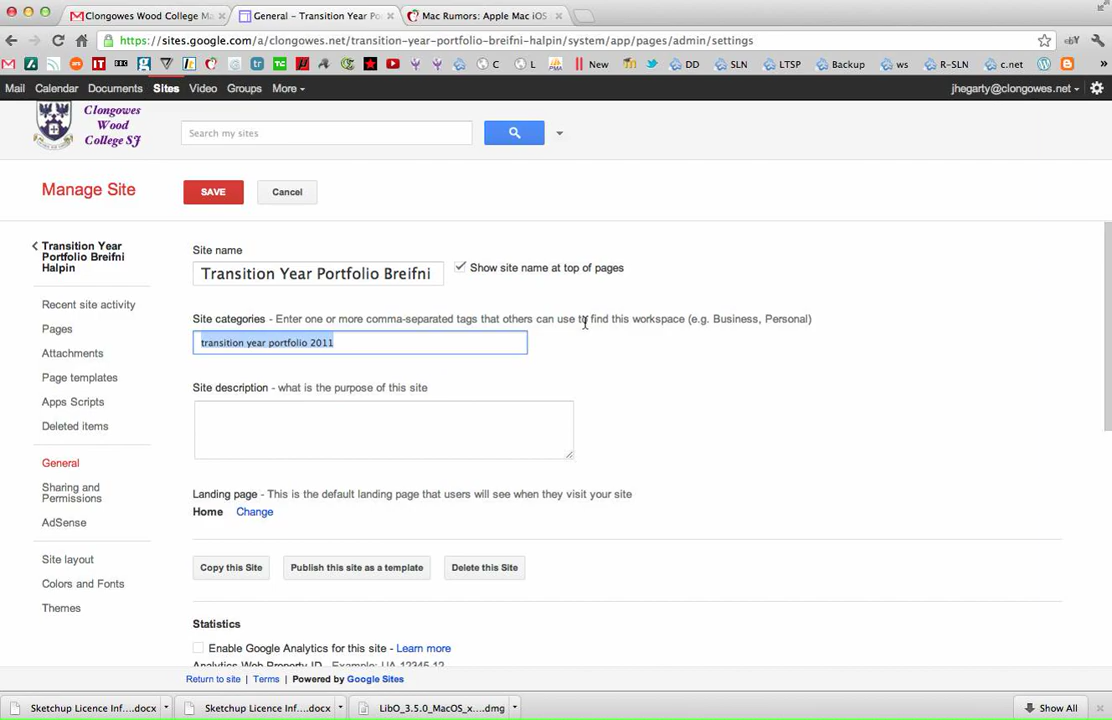 Clongowes Wood College Ma
General - Transition Year Po
Mac Rumors: Apple Mac iOS
https://sites.google.com/a/clongowes.net/transition-year-portfolio-breifni-halpin/system/app/pages/admin/settings
C L New DD SLN LTSP Backup ws R-SLN c.net »
Mail Calendar Documents Sites Video Groups More jhegarty@clongowes.net
Clongowes
Wood
College SJ
Search my sites
Manage Site SAVE Cancel
Transition Year
Portfolio Breifni
Halpin
Recent site activity
Pages
Attachments
Page templates
Apps Scripts
Deleted items
General
Sharing and
Permissions
AdSense
Site layout
Colors and Fonts
Themes
Site name
Transition Year Portfolio Breifni
Show site name at top of pages
Site categories - Enter one or more comma-separated tags that others can use to find this workspace (e.g. Business, Personal)
transition year portfolio 2011
Site description - what is the purpose of this site
Landing page - This is the default landing page that users will see when they visit your site
Home Change
Copy this Site Publish this site as a template Delete this Site
Statistics
Enable Google Analytics for this site - Learn more
Analytics Web Property ID Example: UA-12345-12
Return to site | Terms | Powered by Google Sites
Sketchup Licence Inf....docx Sketchup Licence Inf....docx LibO_3.5.0_MacOS_x....dmg Show All